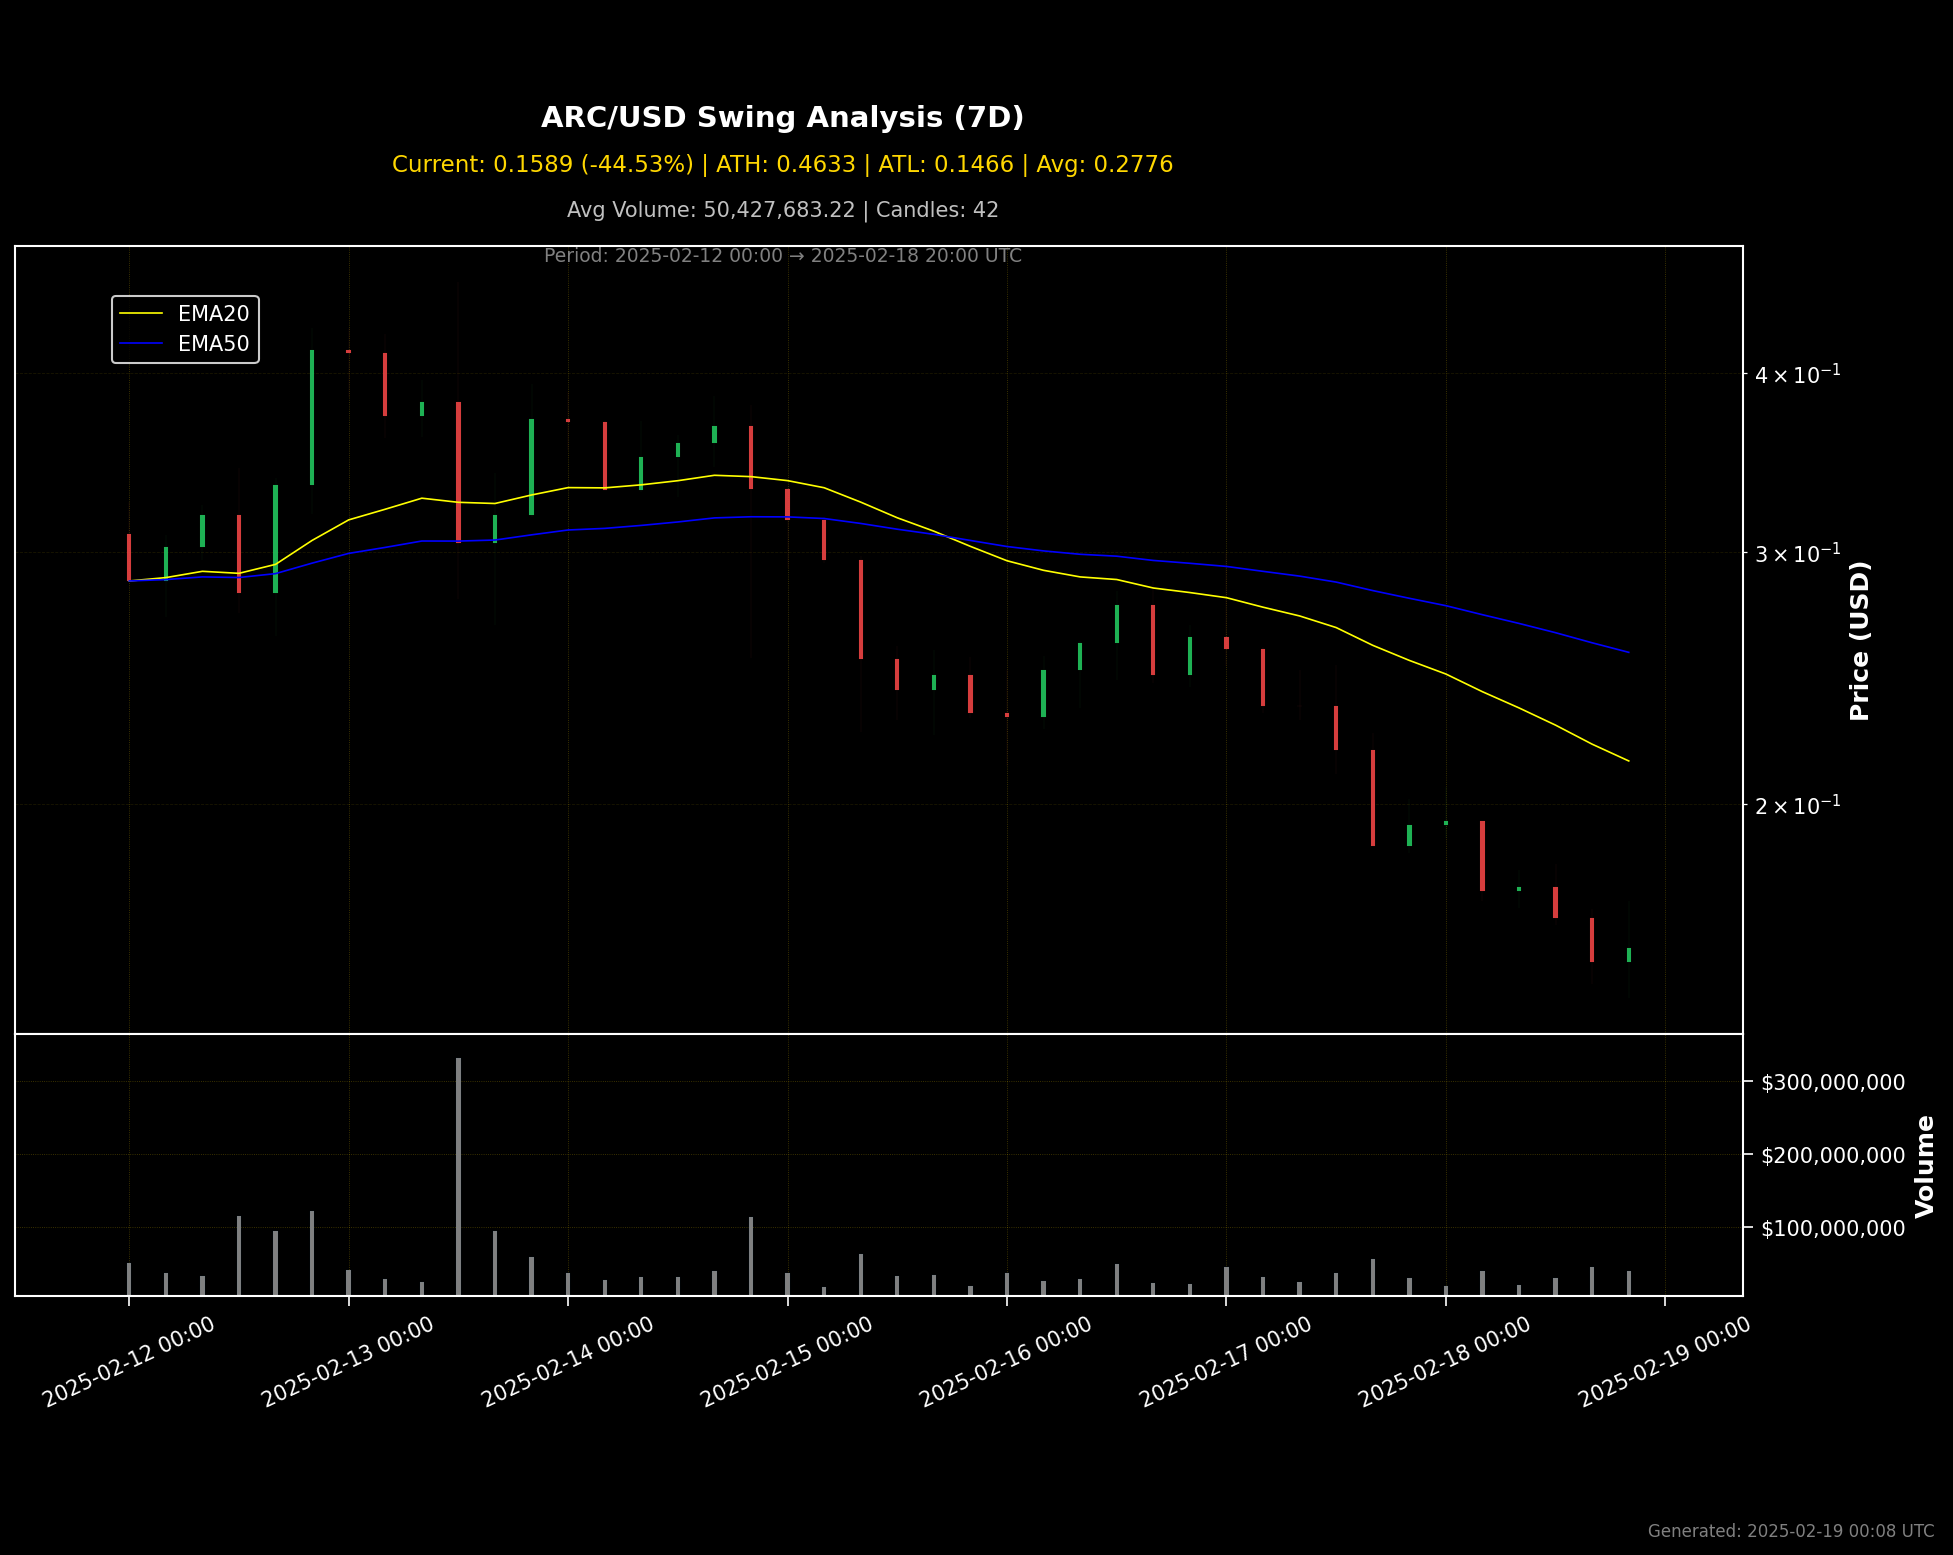 ARC/USD Swing Analysis (7D)
Current: 0.1589 (-44.53%) | ATH: 0.4633 | ATL: 0.1466 | Avg: 0.2776
Avg Volume: 50,427,683.22 | Candles: 42
Period: 2025-02-12 00:00 → 2025-02-18 20:00 UTC
EMA20
EMA50
4 × 10⁻¹
3 × 10⁻¹
2 × 10⁻¹
Price (USD)
$300,000,000
$200,000,000
$100,000,000
Volume
2025-02-12 00:00
2025-02-13 00:00
2025-02-14 00:00
2025-02-15 00:00
2025-02-16 00:00
2025-02-17 00:00
2025-02-18 00:00
2025-02-19 00:00
Generated: 2025-02-19 00:08 UTC